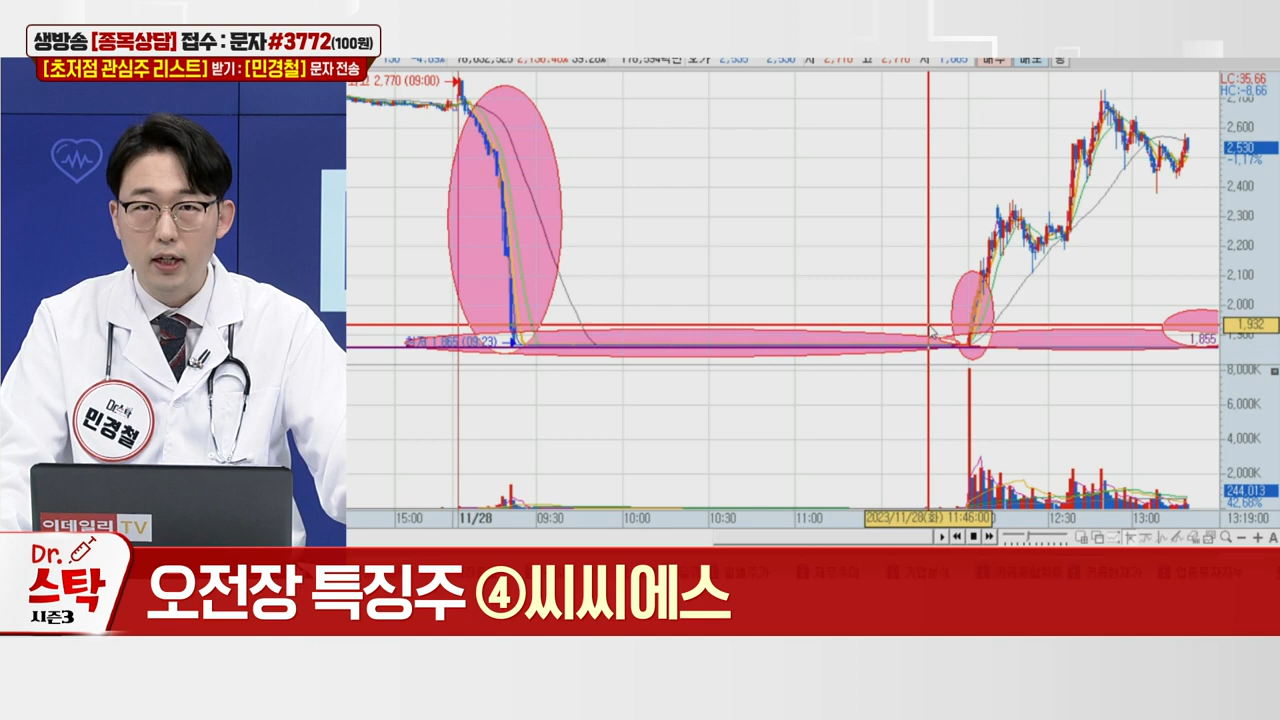 생방송 [종목상담] 접수 : 문자#3772(100원)
[초저점 관심주 리스트] 받기 : [민경철] 문자 전송
2,770 (09:00)
LC:35.66
HC:-8.66
2,700
2,600
2,530
-1.17%
2,400
2,300
2,200
2,100
2,000
1,932
1,900
1,855
최저 1,865 (09:23)
8,000K
6,000K
4,000K
2,000K
244,013
42.68%
15:00
11/28
09:30
10:00
10:30
11:00
2023/11/28(화) 11:46:00
12:30
13:00
13:19:00
Dr.스탁
민경철
이데일리 TV
Dr.
스탁
시즌3
오전장 특징주 ④씨씨에스